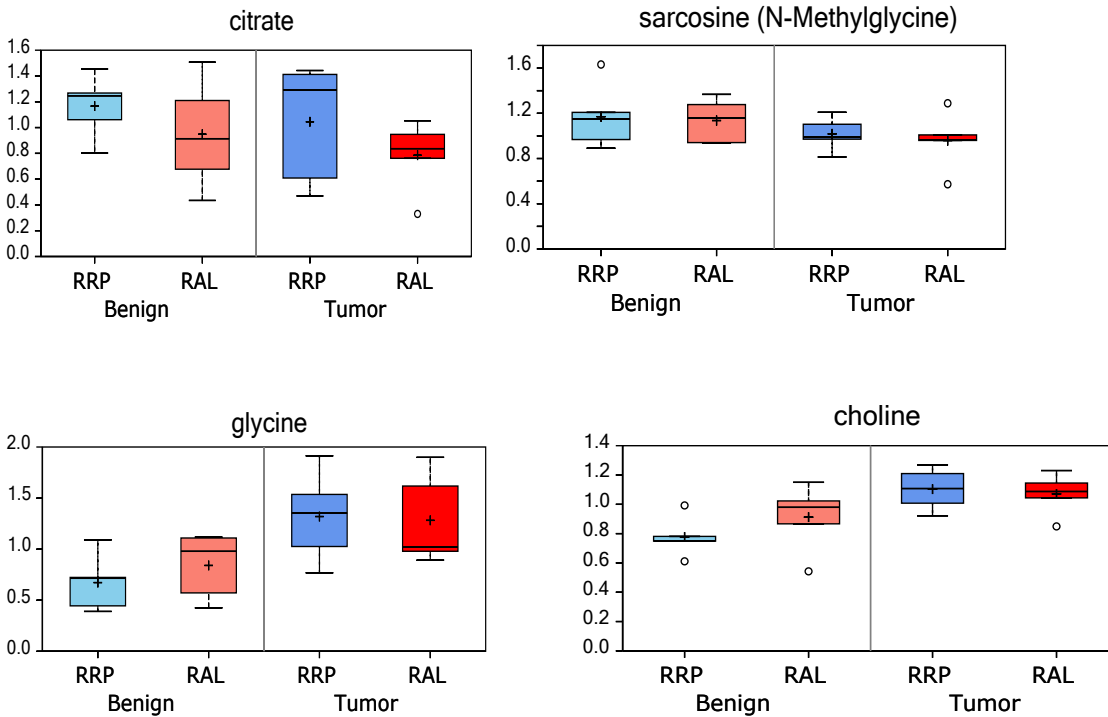 citrate
1.6
1.4
1.2
1.0
0.8
0.6
0.4
0.2
0.0
RRP RAL RRP RAL
Benign Tumor
sarcosine (N-Methylglycine)
1.6
1.2
0.8
0.4
0.0
RRP RAL RRP RAL
Benign Tumor
glycine
2.0
1.5
1.0
0.5
0.0
RRP RAL RRP RAL
Benign Tumor
choline
1.4
1.2
1.0
0.8
0.6
0.4
0.2
0.0
RRP RAL RRP RAL
Benign Tumor